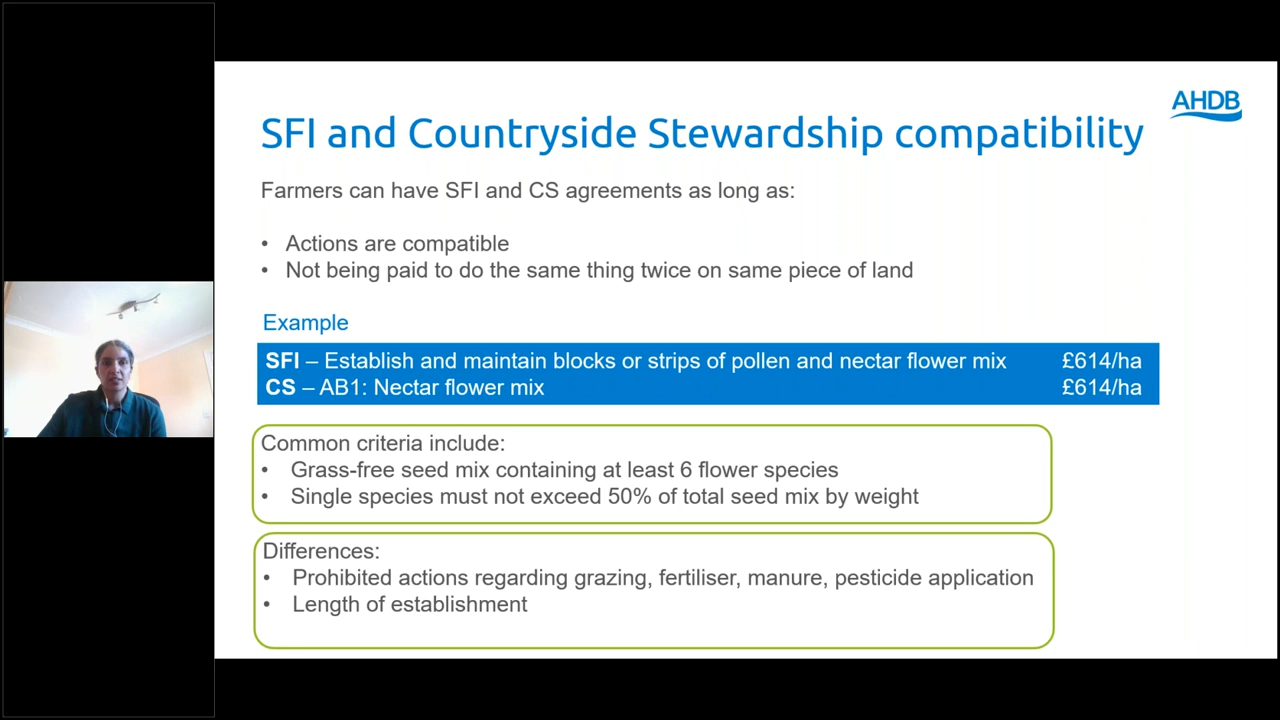 AHDB
SFI and Countryside Stewardship compatibility
Farmers can have SFI and CS agreements as long as:
• Actions are compatible
• Not being paid to do the same thing twice on same piece of land
Example
SFI – Establish and maintain blocks or strips of pollen and nectar flower mix £614/ha
CS – AB1: Nectar flower mix £614/ha
Common criteria include:
• Grass-free seed mix containing at least 6 flower species
• Single species must not exceed 50% of total seed mix by weight
Differences:
• Prohibited actions regarding grazing, fertiliser, manure, pesticide application
• Length of establishment